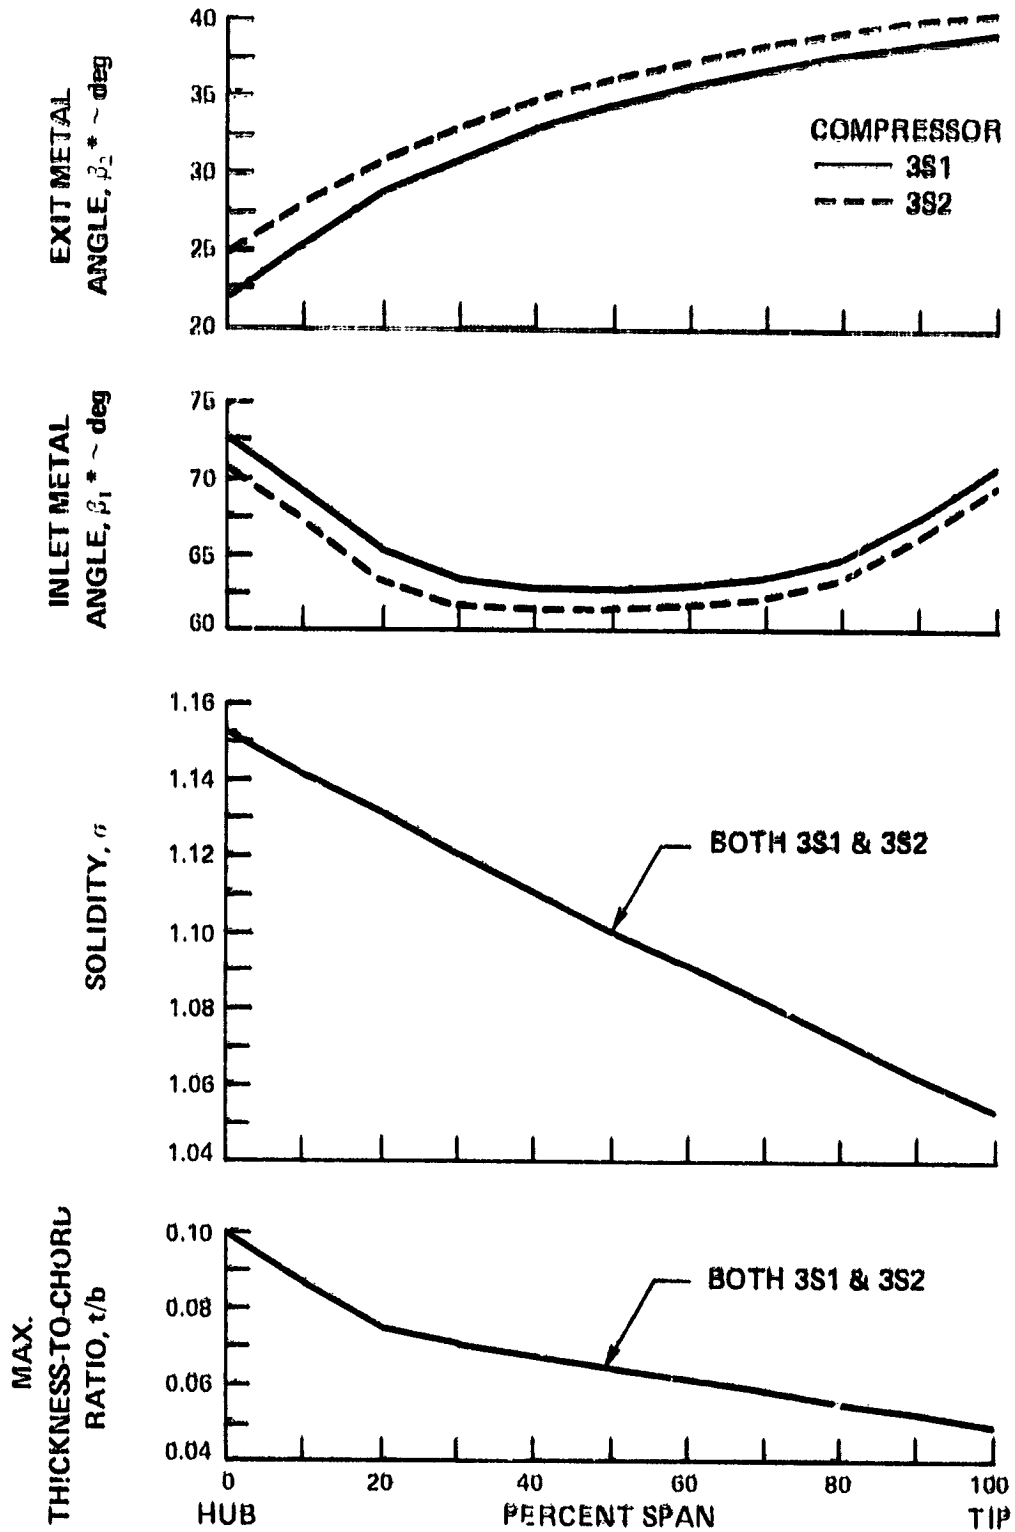 EXIT METAL
ANGLE, β₂* ~ deg
40
35
30
25
20
COMPRESSOR
3S1
3S2
INLET METAL
ANGLE, β₁* ~ deg
75
70
65
60
SOLIDITY, σ
1.16
1.14
1.12
1.10
1.08
1.06
1.04
BOTH 3S1 & 3S2
MAX.
THICKNESS-TO-CHORD
RATIO, t/b
0.10
0.08
0.06
0.04
BOTH 3S1 & 3S2
0 20 40 60 80 100
HUB PERCENT SPAN TIP